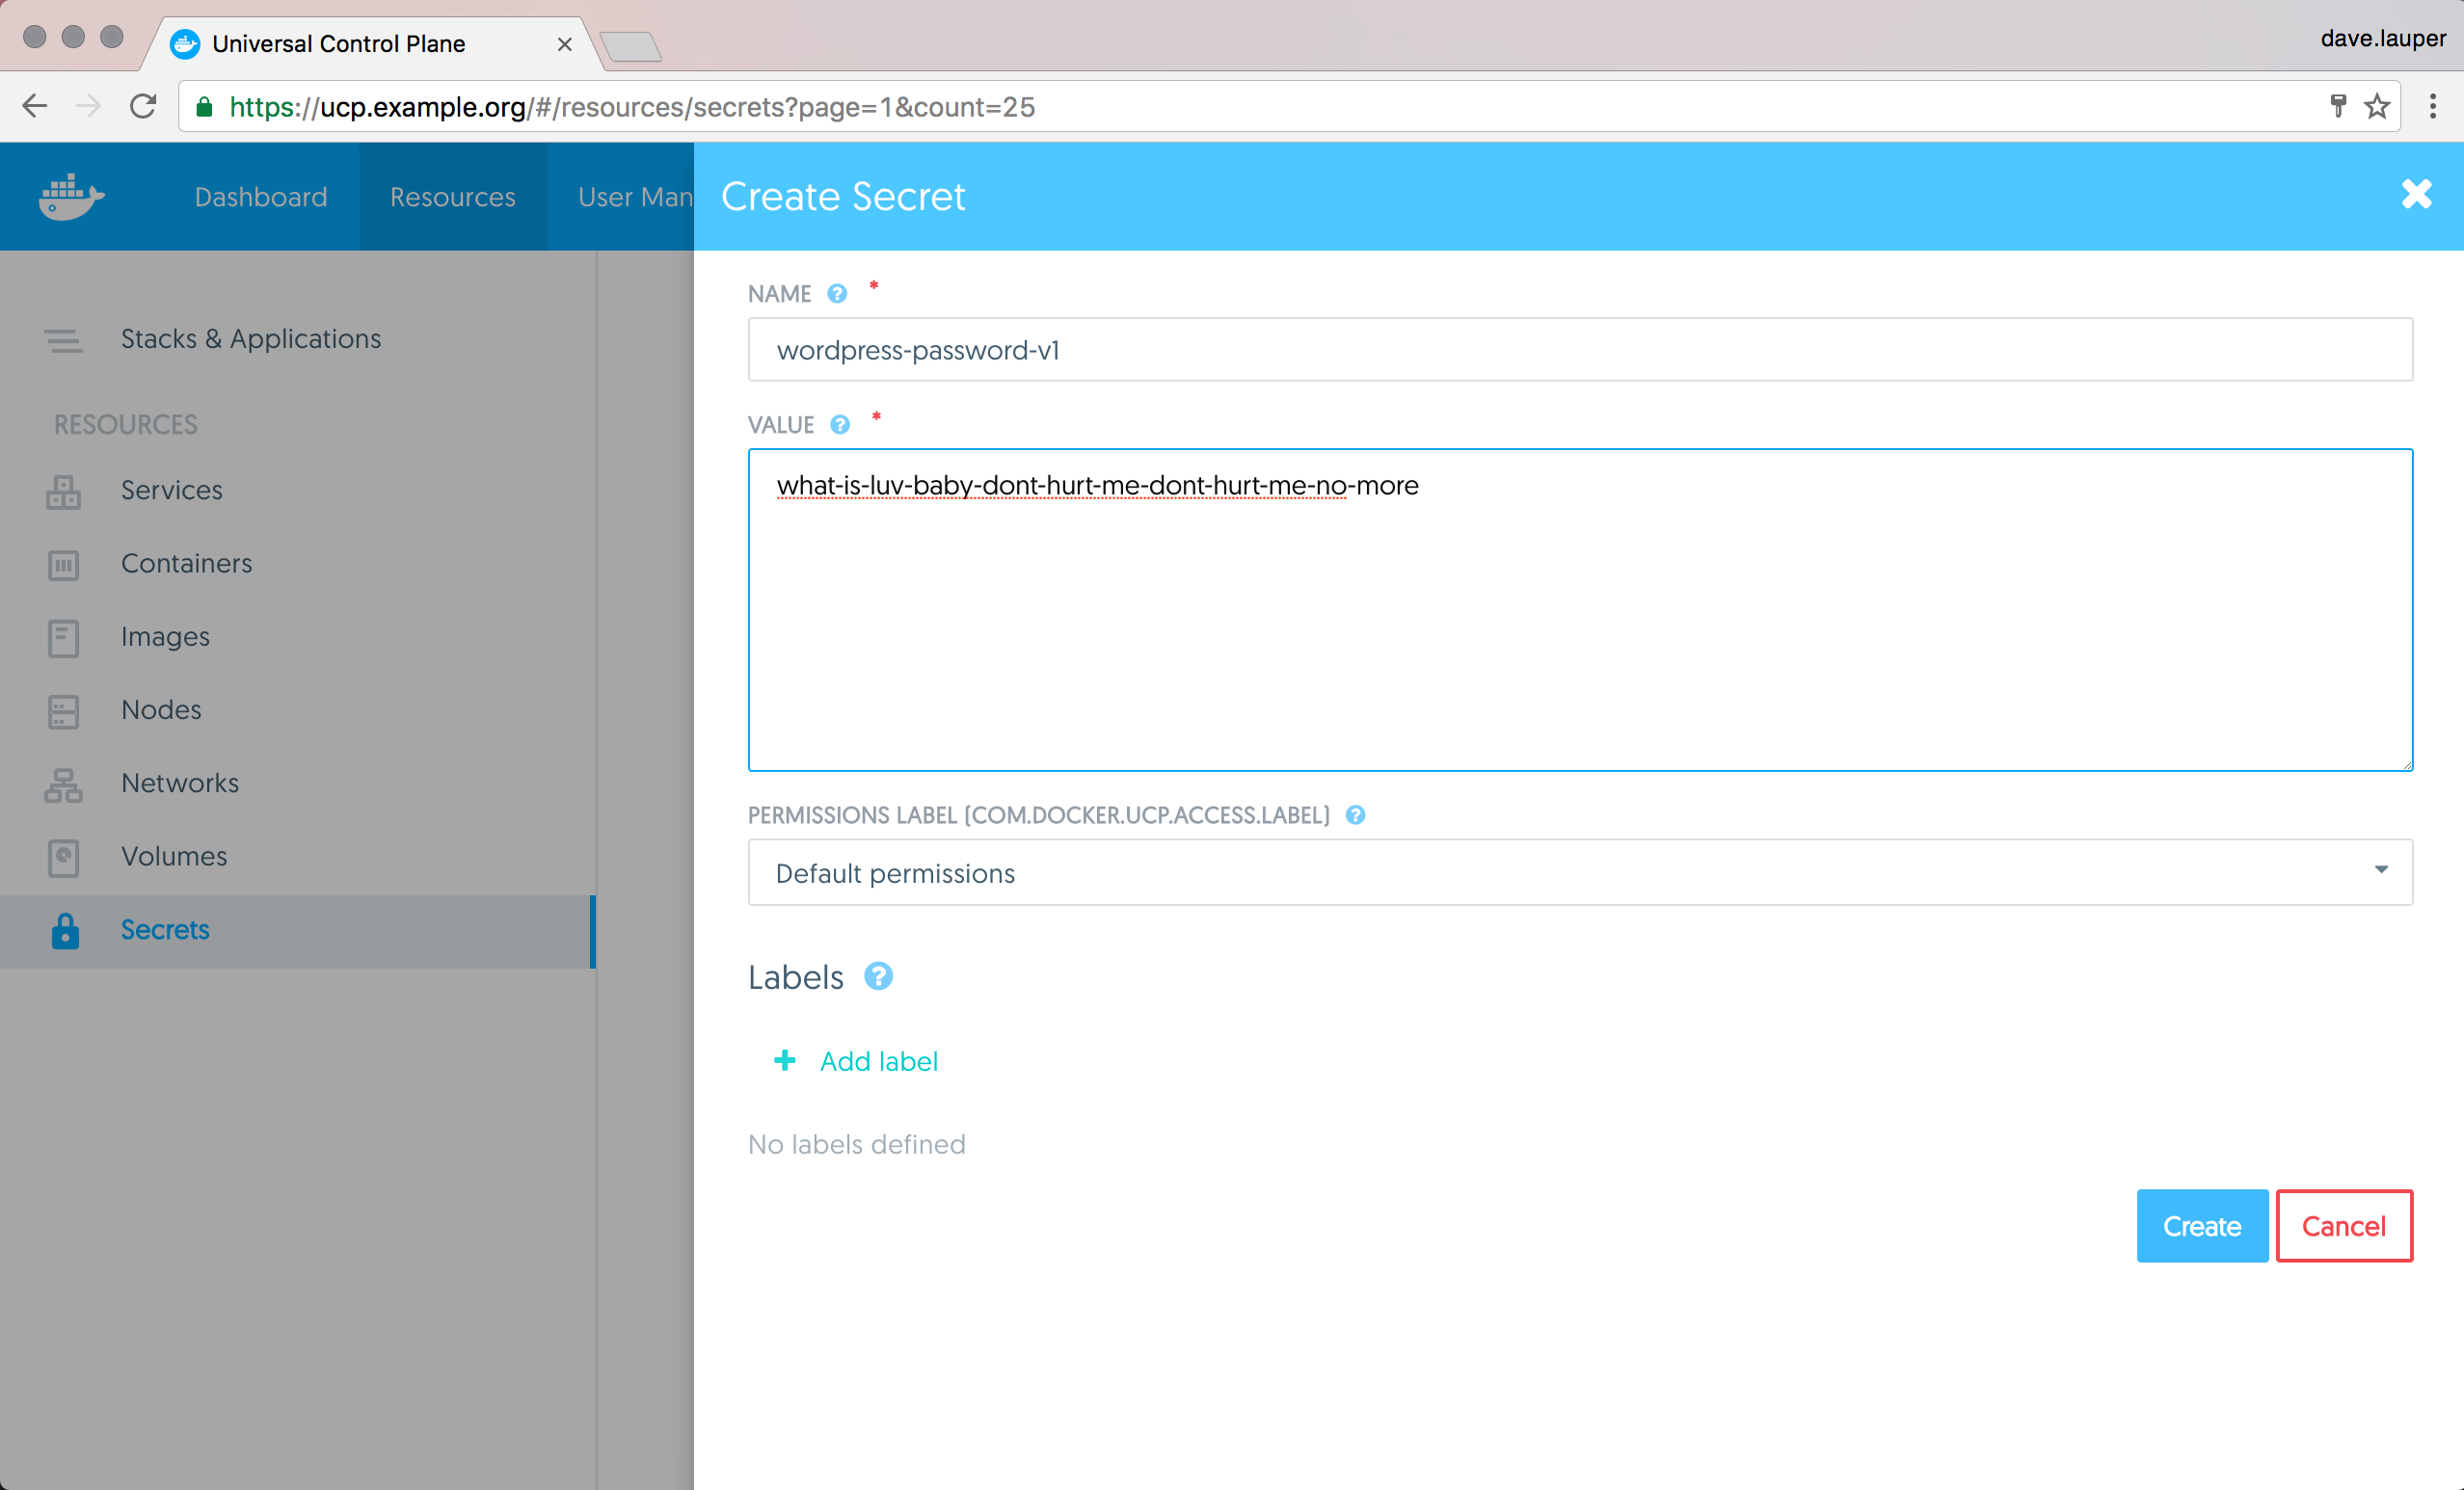 Universal Control Plane
dave.lauper
https://ucp.example.org/#/resources/secrets?page=1&count=25
Dashboard
Resources
User Man
Create Secret
Stacks & Applications
RESOURCES
Services
Containers
Images
Nodes
Networks
Volumes
Secrets
NAME ? *
wordpress-password-v1
VALUE ? *
what-is-luv-baby-dont-hurt-me-dont-hurt-me-no-more
PERMISSIONS LABEL (COM.DOCKER.UCP.ACCESS.LABEL) ?
Default permissions
Labels ?
Add label
No labels defined
Create
Cancel